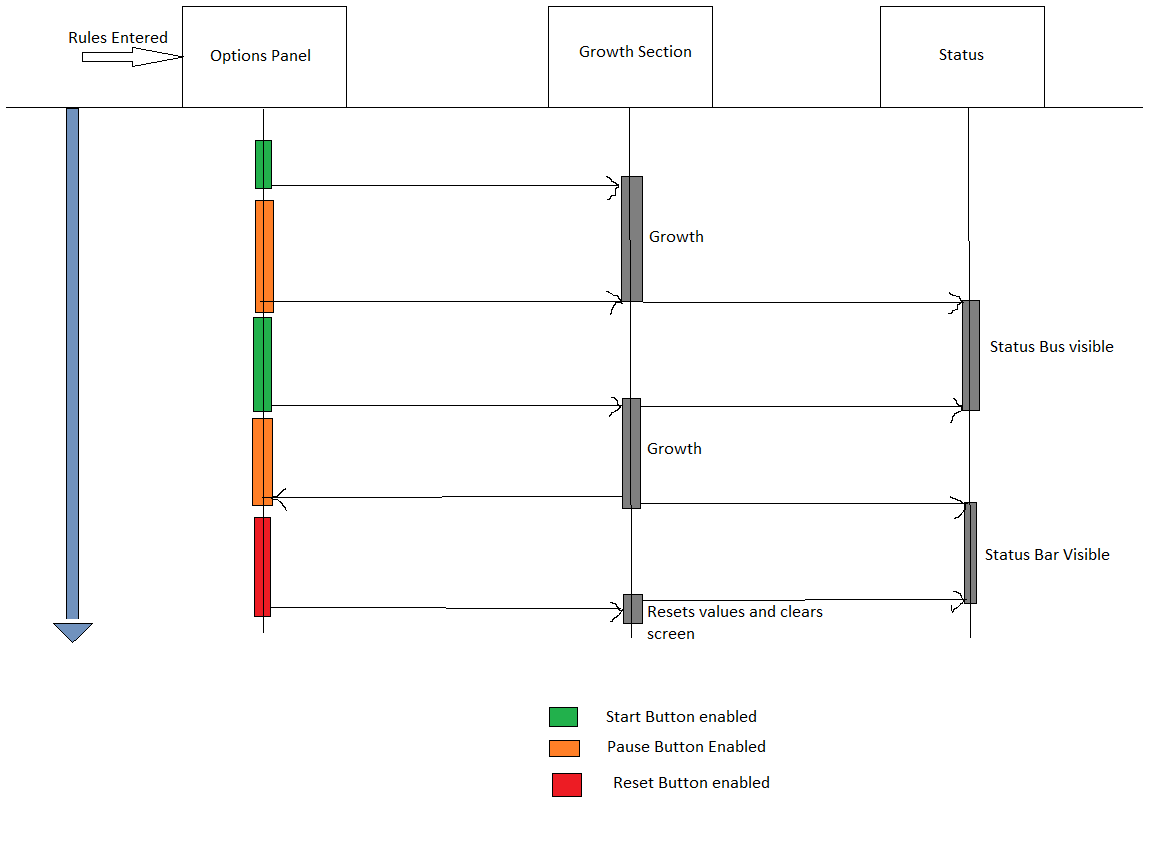 Rules Entered
Options Panel
Growth Section
Status
Growth
Status Bus visible
Growth
Status Bar Visible
Resets values and clears
screen
Start Button enabled
Pause Button Enabled
Reset Button enabled